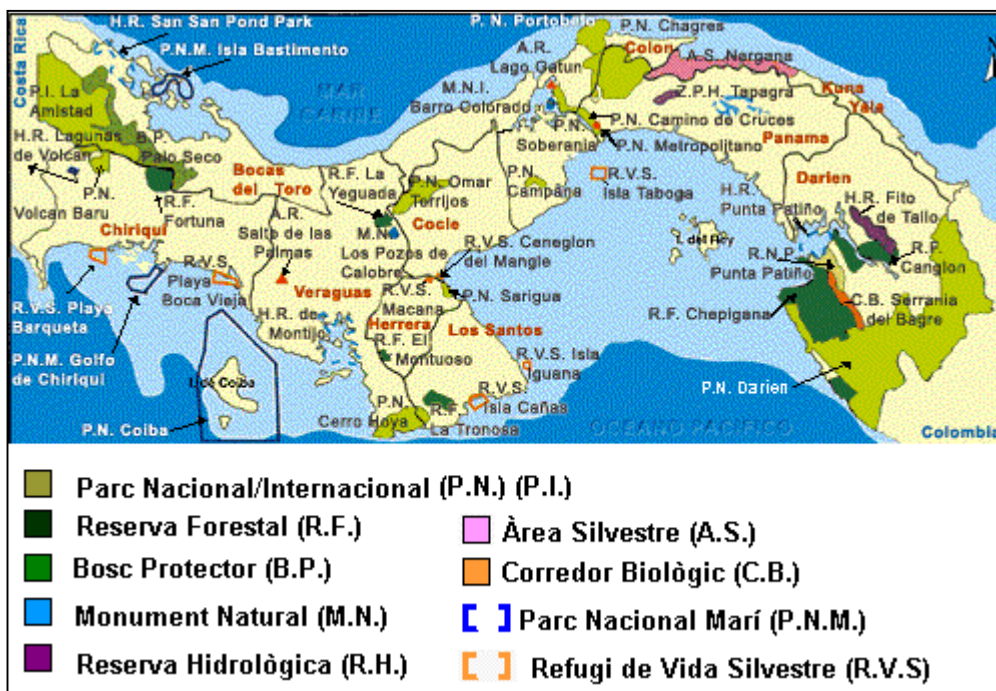 H.R. San San Pond Park
P.N.M. Isla Bastimento
Costa Rica
P.I. La
Amistad
H.R. Lagunas
de Volcán
B.P.
Palo Seco
P.N.
Volcan Baru
R.F.
Fortuna
Chiriqui
Bocas
del Toro
MAR
CARIBE
R.V.S. Playa
Barqueta
P.N.M. Golfo
de Chiriqui
R.V.S.
Playa
Boca Vieja
P.N. Coiba
I. de Coiba
A.R.
Salto de las
Palmas
Veraguas
H.R. de
Montijo
R.F. La
Yeguada
P.N. Omar
Torrijos
Cocle
M.N.
Los Pozos de
Calobre
R.V.S. Ceneglon
del Mangle
P.N. Sarigua
R.V.S.
Macana
Herrera
R.F. El
Montuoso
Los Santos
R.V.S. Isla
Iguana
R.V.S.
Isla Cañas
P.N.
Cerro Hoya
R.F.
La Tronosa
OCEANO PACIFICO
P.N. Portobelo
P.N. Chagres
Colon
A.S. Nergana
A.R.
Lago Gatun
M.N.I.
Barro Colorado
Z.P.H. Tapagra
Kuna
Yala
P.N. Camino de Cruces
P.N.
Soberania
P.N. Metropolitano
Panama
P.N.
Campana
R.V.S.
Isla Taboga
Darien
H.R.
Punta Patiño
H.R. Fito
de Tallo
I. del Rey
R.N.P.
Punta Patiño
R.F.
Canglon
R.F. Chepigana
C.B. Serrania
del Bagre
P.N. Darien
Colombia
Parc Nacional/Internacional (P.N.) (P.I.)
Reserva Forestal (R.F.)
Bosc Protector (B.P.)
Monument Natural (M.N.)
Reserva Hidrològica (R.H.)
Àrea Silvestre (A.S.)
Corredor Biològic (C.B.)
Parc Nacional Marí (P.N.M.)
Refugi de Vida Silvestre (R.V.S)